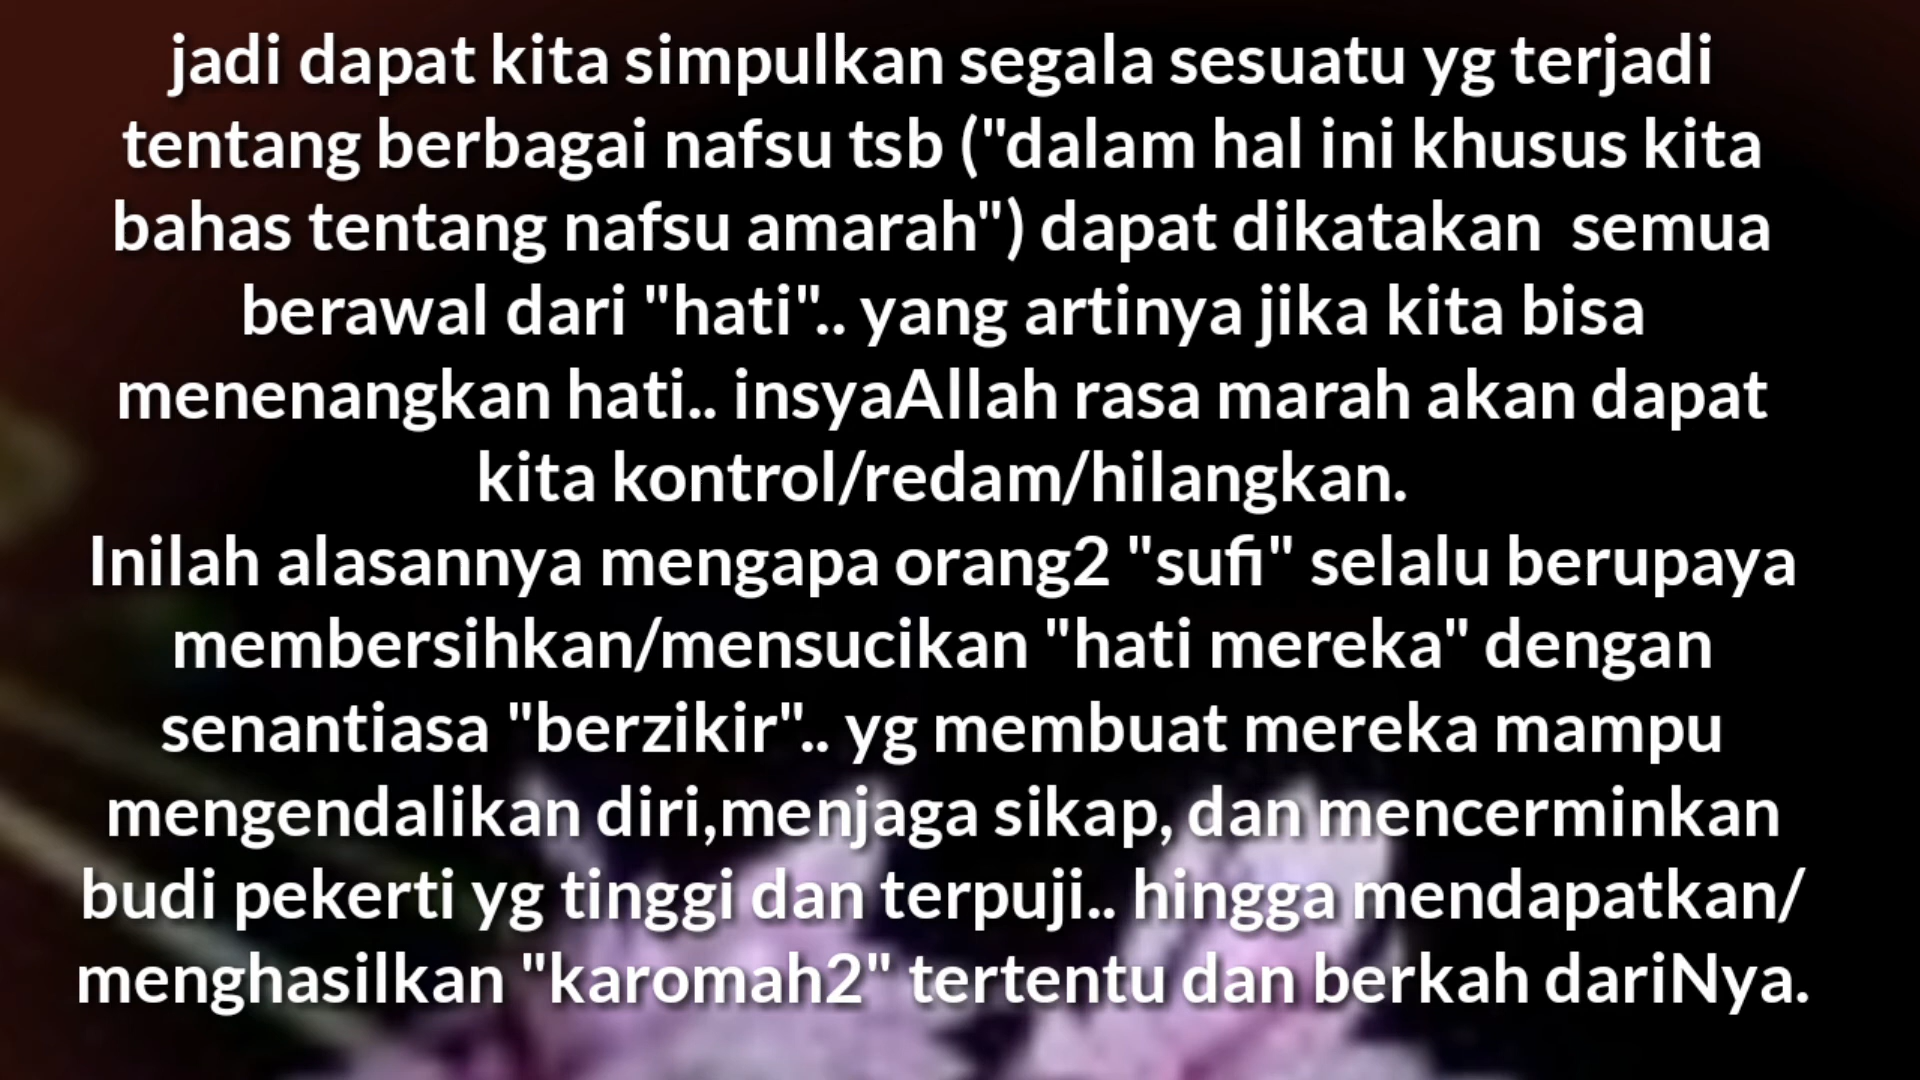 jadi dapat kita simpulkan segala sesuatu yg terjadi
tentang berbagai nafsu tsb ("dalam hal ini khusus kita
bahas tentang nafsu amarah") dapat dikatakan  semua
berawal dari "hati".. yang artinya jika kita bisa
menenangkan hati.. insyaAllah rasa marah akan dapat
kita kontrol/redam/hilangkan.
Inilah alasannya mengapa orang2 "sufi" selalu berupaya
membersihkan/mensucikan "hati mereka" dengan
senantiasa "berzikir".. yg membuat mereka mampu
mengendalikan diri,menjaga sikap, dan mencerminkan
budi pekerti yg tinggi dan terpuji.. hingga mendapatkan/
menghasilkan "karomah2" tertentu dan berkah dariNya.